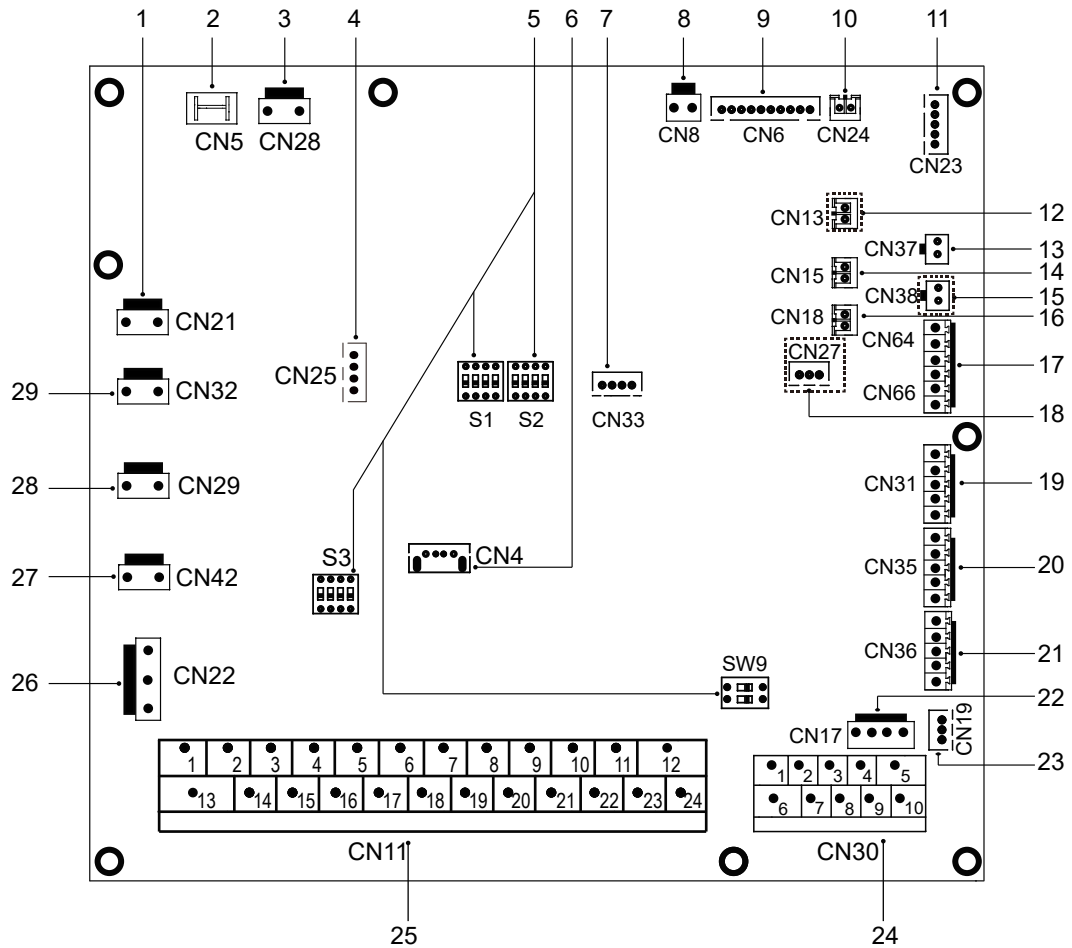 1 2 3 4 5 6 7 8 9 10 11
CN5 CN28 CN8 CN6 CN24 CN23
CN13 12
CN37 13
CN15 14
CN38 15
CN18 16
CN21 CN64
CN27
CN25 17
29 CN32 S1 S2 CN33 CN66
18
28 CN29 CN31 19
S3 CN4
27 CN42 CN35 20
26 CN22 SW9 CN36 21
22
CN17 CN19
23
1 2 3 4 5 6 7 8 9 10 11 12
13 14 15 16 17 18 19 20 21 22 23 24
1 2 3 4 5
6 7 8 9 10
CN11 CN30
25 24